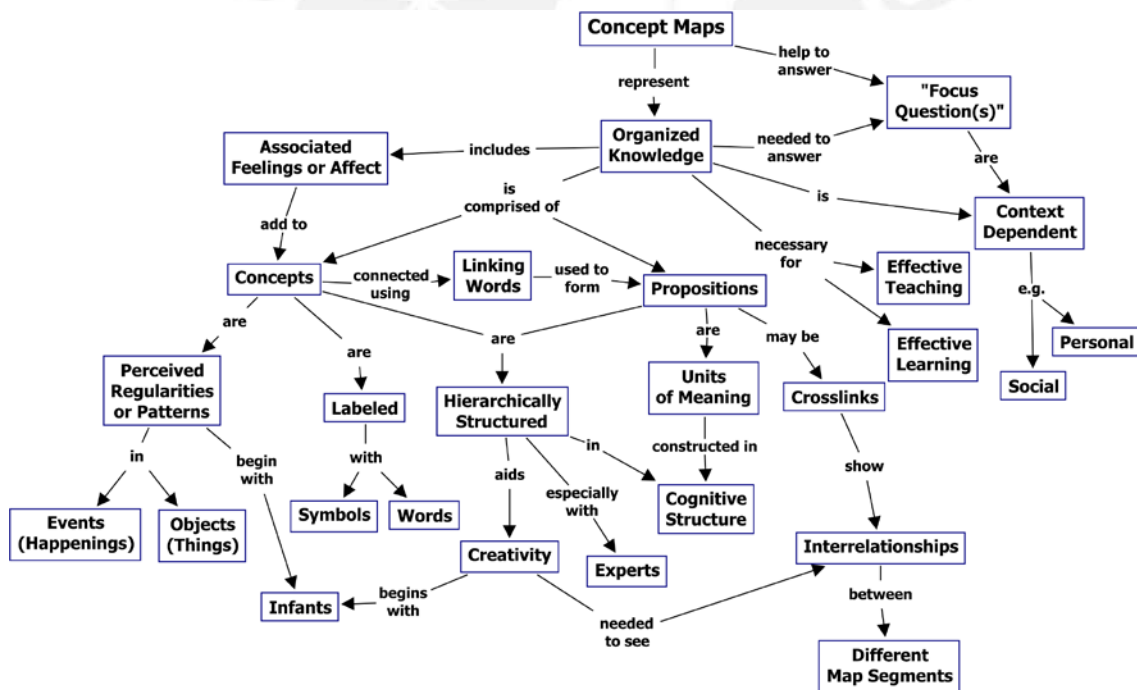 Concept Maps
help to
answer
represent
"Focus
Question(s)"
Organized
Knowledge
needed to
answer
Associated
Feelings or Affect
includes
are
is
comprised of
is
Context
Dependent
add to
necessary
for
Concepts
connected
using
Linking
Words
used to
form
Propositions
Effective
Teaching
e.g.
are
are
are
are
may be
Effective
Learning
Personal
Social
Perceived
Regularities
or Patterns
Labeled
Hierarchically
Structured
Units
of Meaning
Crosslinks
in
begin
with
with
aids
in
constructed in
show
especially
with
Events
(Happenings)
Objects
(Things)
Symbols
Words
Cognitive
Structure
Creativity
Experts
Interrelationships
Infants
begins
with
needed
to see
between
Different
Map Segments